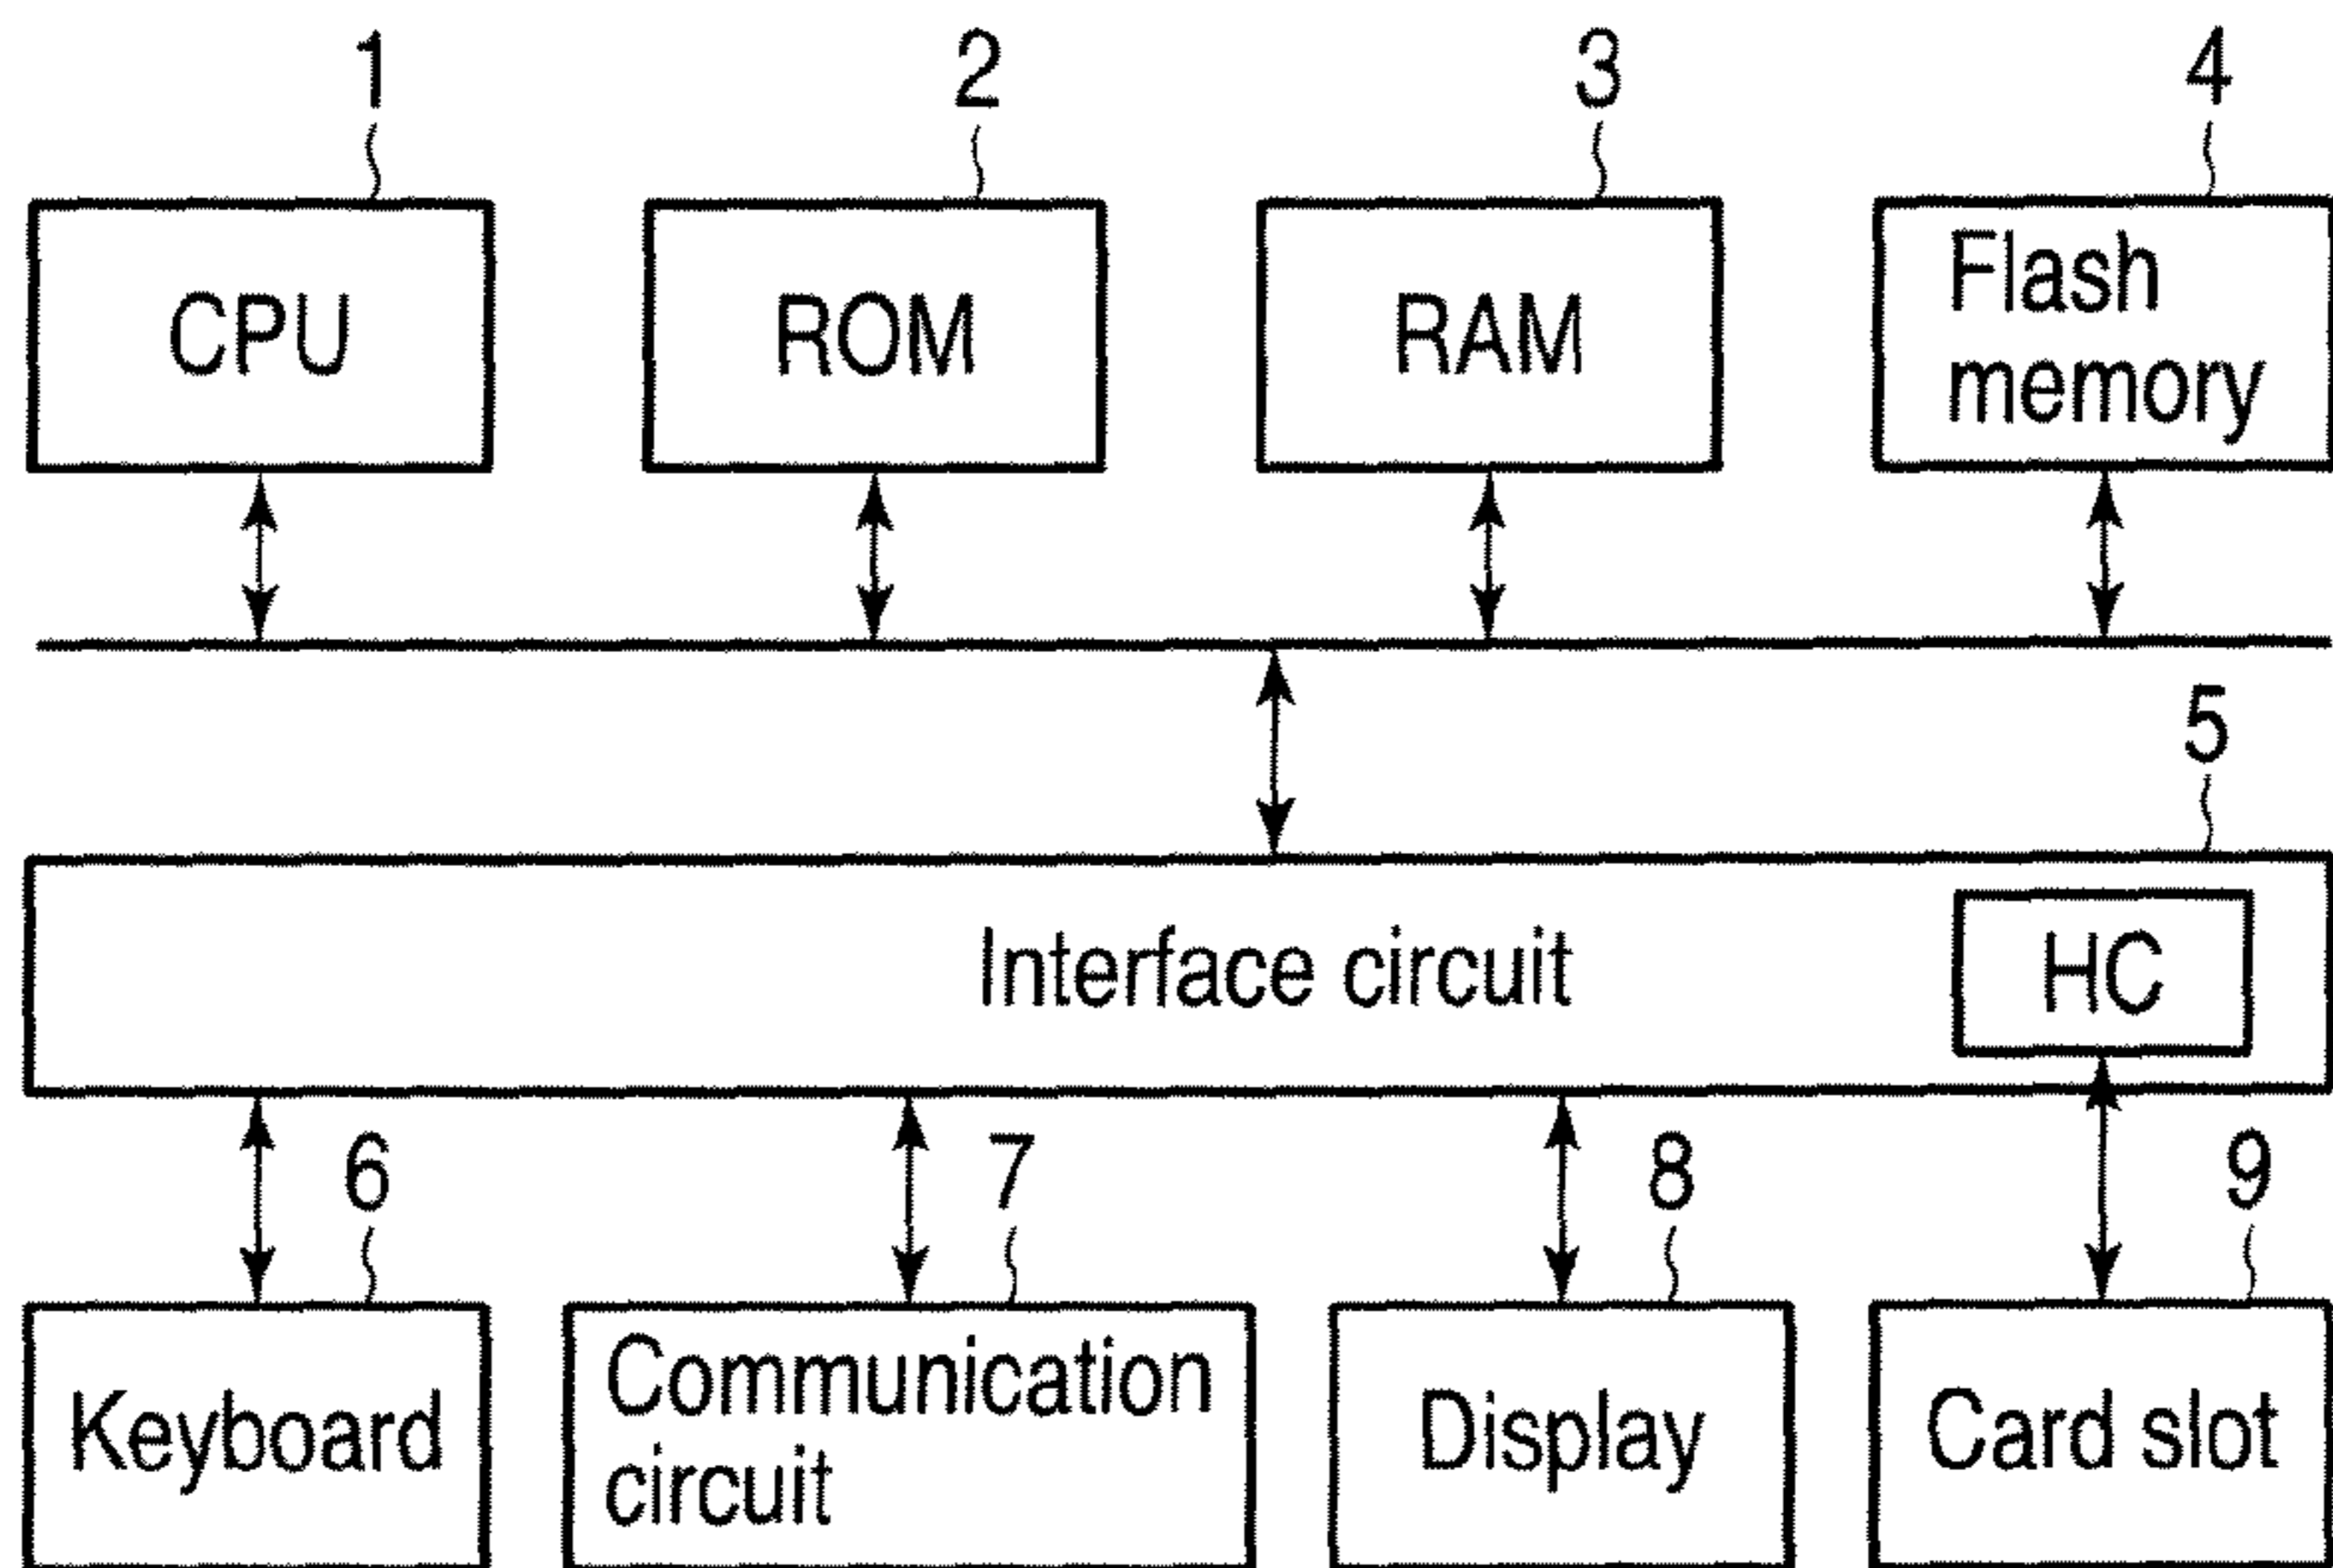 1
2
3
4
CPU
ROM
RAM
Flash
memory
5
Interface circuit
HC
6
7
8
9
Keyboard
Communication
circuit
Display
Card slot